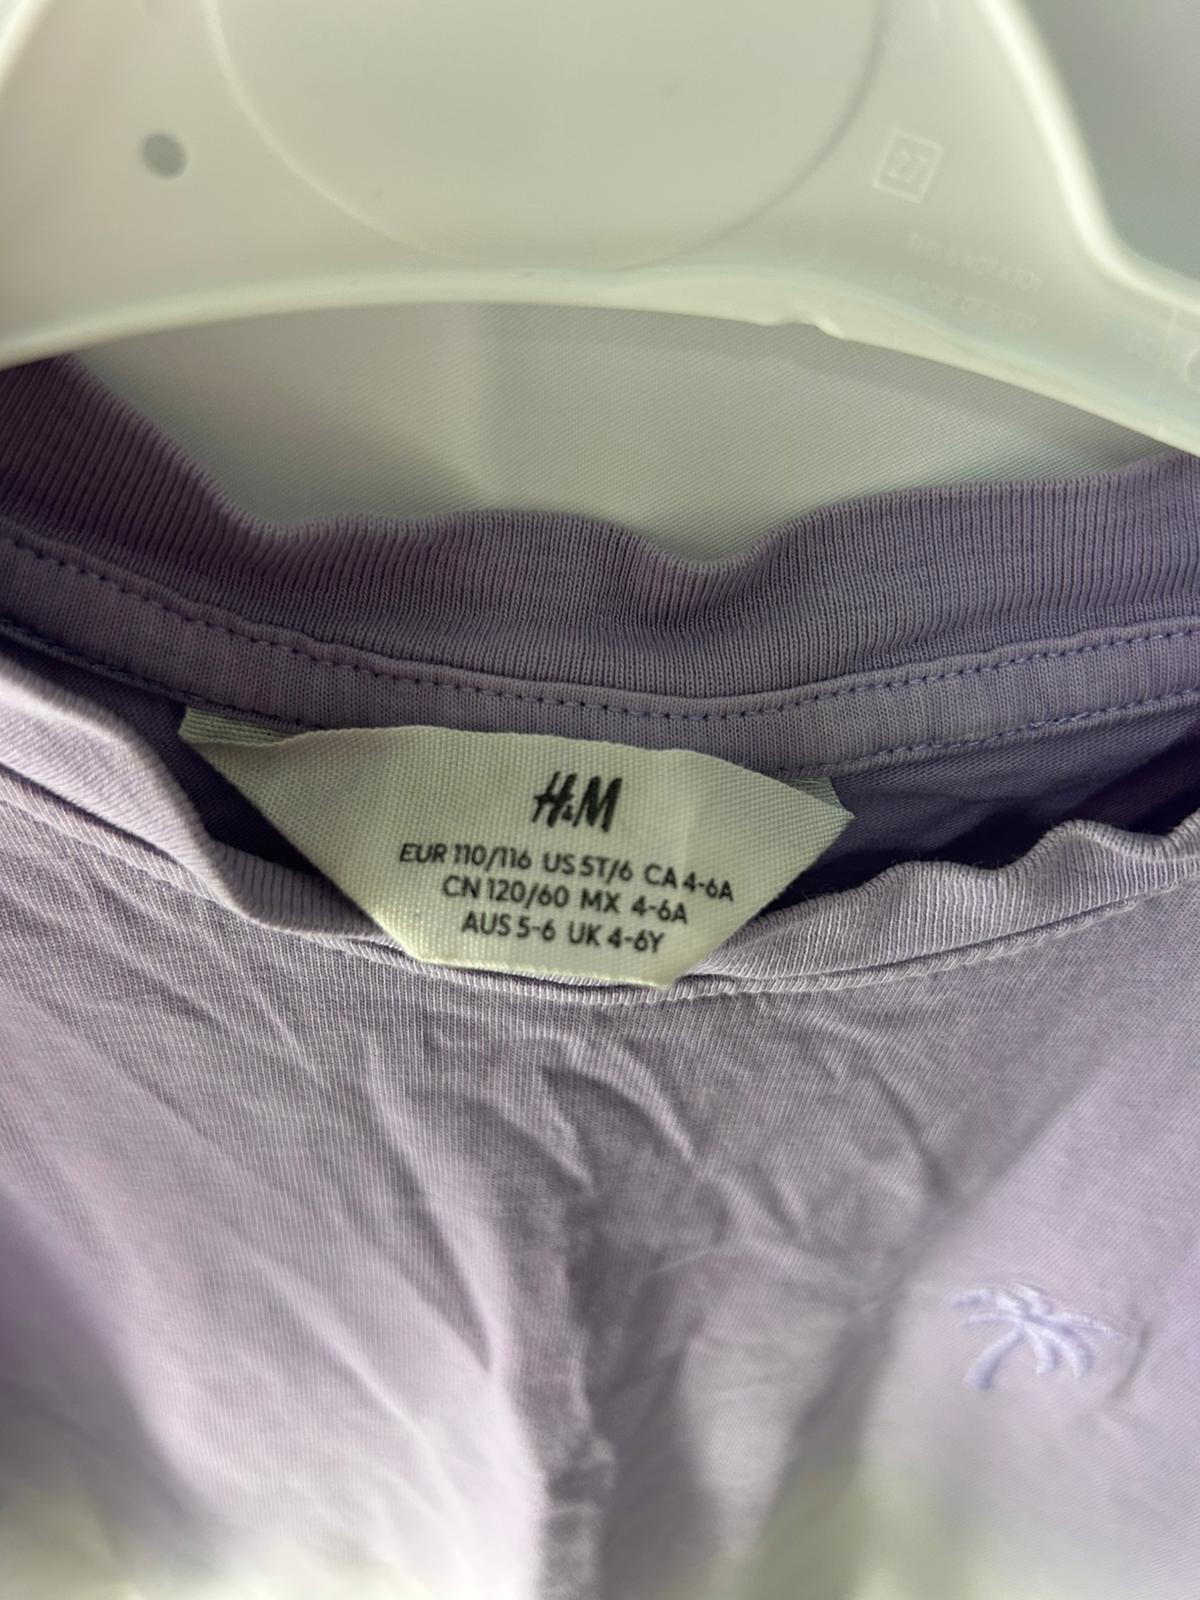 27
H&M
EUR 110/116 US 5T/6 CA 4-6A
CN 120/60 MX 4-6A
AUS 5-6 UK 4-6Y